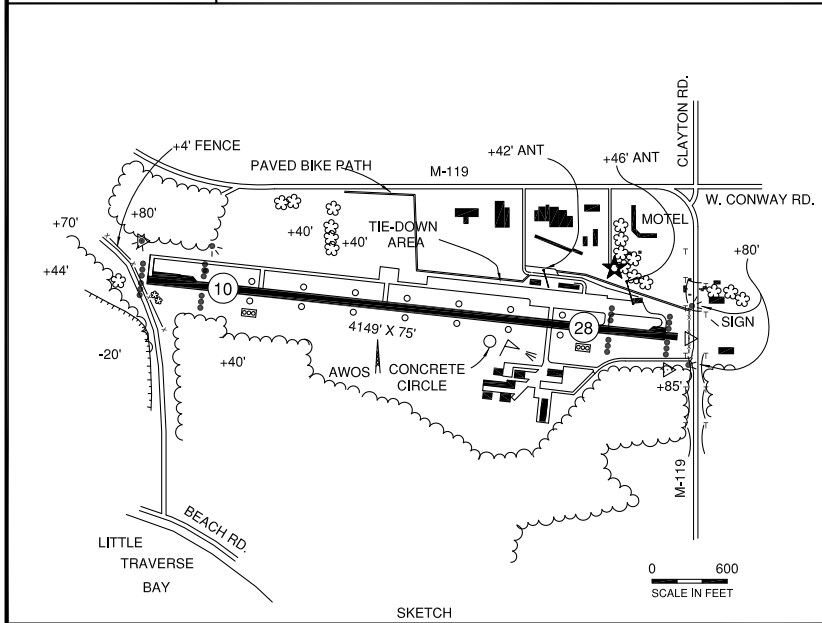 CLAYTON RD.
+4' FENCE
PAVED BIKE PATH
M-119
+42' ANT
+46' ANT
W. CONWAY RD.
+80'
+70'
+40'
+40'
TIE-DOWN
AREA
MOTEL
+80'
+44'
10
SIGN
28
4149' X 75'
-20'
+40'
AWOS
CONCRETE
CIRCLE
+85'
M-119
BEACH RD.
LITTLE
TRAVERSE
BAY
0 600
SCALE IN FEET
SKETCH